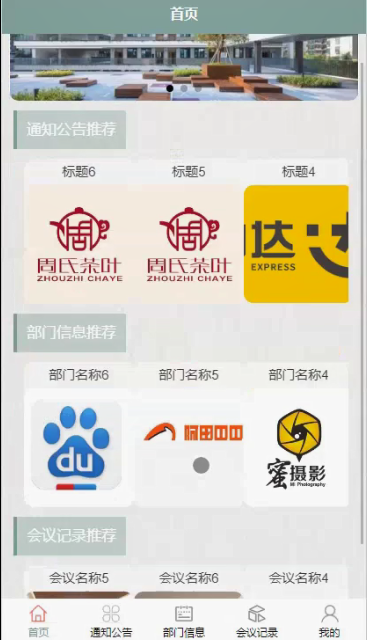 首页
通知公告推荐
标题6 标题5 标题4
周氏茶叶 周氏茶叶 达
ZHOUZHI CHAYE ZHOUZHI CHAYE EXPRESS
部门信息推荐
部门名称6 部门名称5 部门名称4
du
蜜摄影
Photography
会议记录推荐
会议名称5 会议名称6 会议名称4
首页 通知公告 部门信息 会议记录 我的